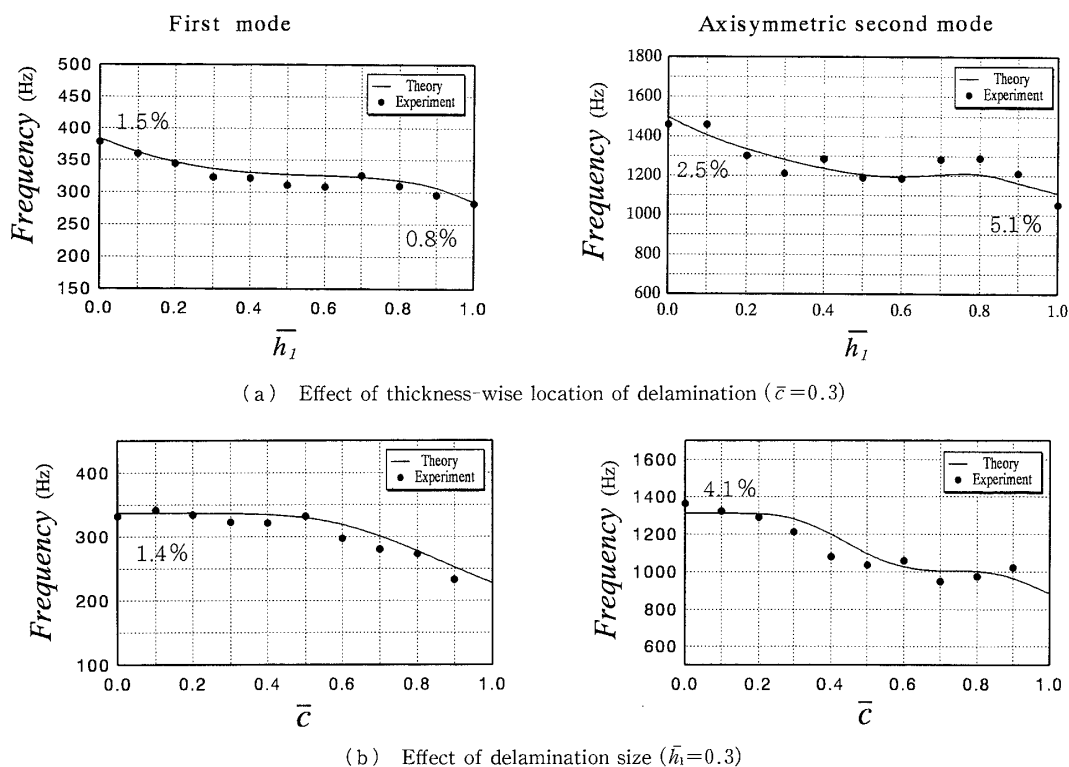 First mode
Axisymmetric second mode
500
450
400
350
300
250
200
150
Frequency (Hz)
Theory
Experiment
1.5%
0.8%
0.0 0.2 0.4 0.6 0.8 1.0
h̄₁
1800
1600
1400
1200
1000
800
600
Frequency (Hz)
Theory
Experiment
2.5%
5.1%
0.0 0.2 0.4 0.6 0.8 1.0
h̄₁
(a) Effect of thickness-wise location of delamination (c̄=0.3)
400
300
200
100
Frequency (Hz)
Theory
Experiment
1.4%
0.0 0.2 0.4 0.6 0.8 1.0
c̄
1600
1400
1200
1000
800
600
Frequency (Hz)
Theory
Experiment
4.1%
0.0 0.2 0.4 0.6 0.8 1.0
c̄
(b) Effect of delamination size (h̄₁=0.3)